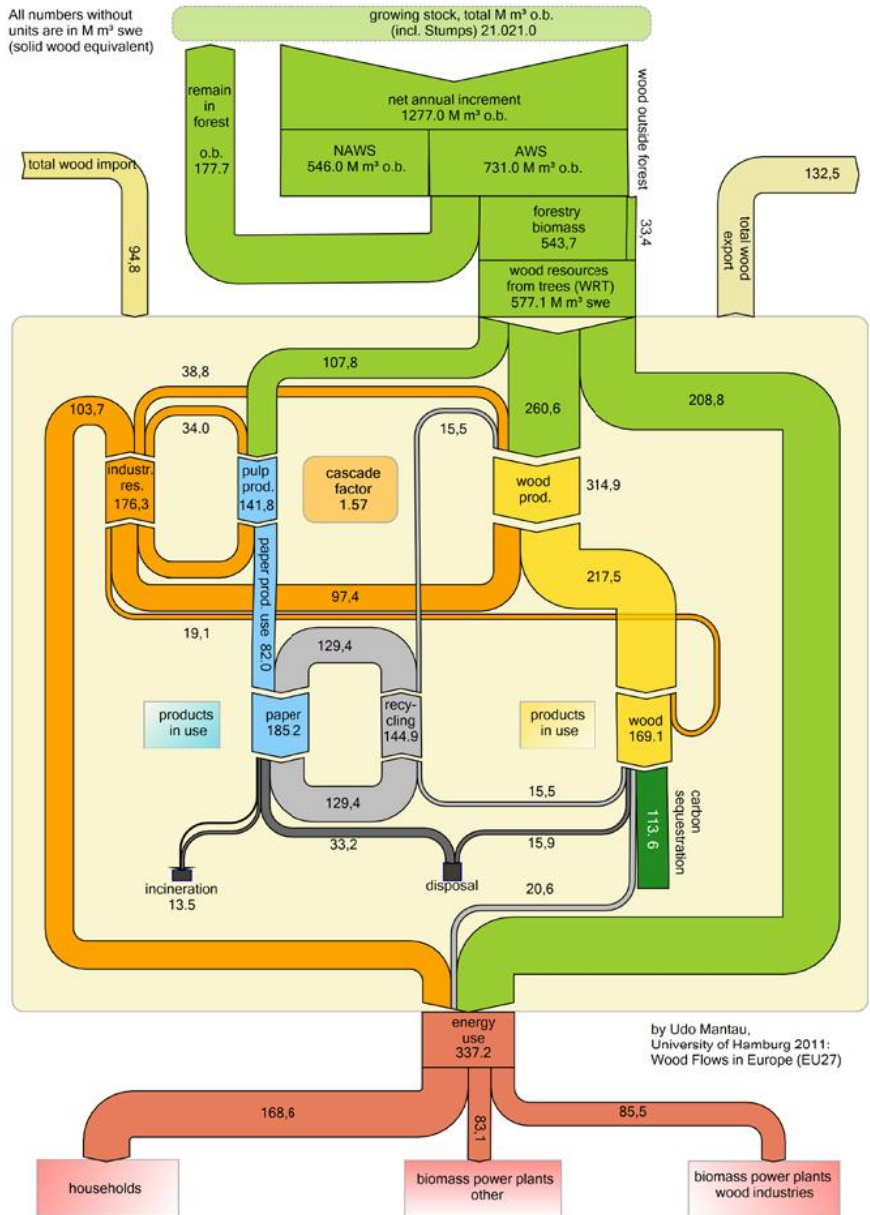 All numbers without
units are in M m³ swe
(solid wood equivalent)
growing stock, total M m³ o.b.
(incl. Stumps) 21.021.0
remain
in
forest
o.b.
177.7
net annual increment
1277.0 M m³ o.b.
NAWS
546.0 M m³ o.b.
AWS
731.0 M m³ o.b.
wood outside forest
33,4
total wood import
94,8
132,5
total wood
export
forestry
biomass
543,7
wood resources
from trees (WRT)
577.1 M m³ swe
107,8
38,8
103,7
34.0
260,6
208,8
15,5
industr.
res.
176,3
pulp
prod.
141,8
cascade
factor
1.57
wood
prod.
314,9
paper prod. use 82.0
97,4
217,5
19,1
129,4
products
in use
paper
185.2
recy-
cling
144.9
products
in use
wood
169.1
129,4
15,5
33,2
15,9
113. 6
carbon
sequestration
incineration
13.5
disposal
20,6
energy
use
337.2
by Udo Mantau,
University of Hamburg 2011:
Wood Flows in Europe (EU27)
168,6
83,1
85,5
households
biomass power plants
other
biomass power plants
wood industries